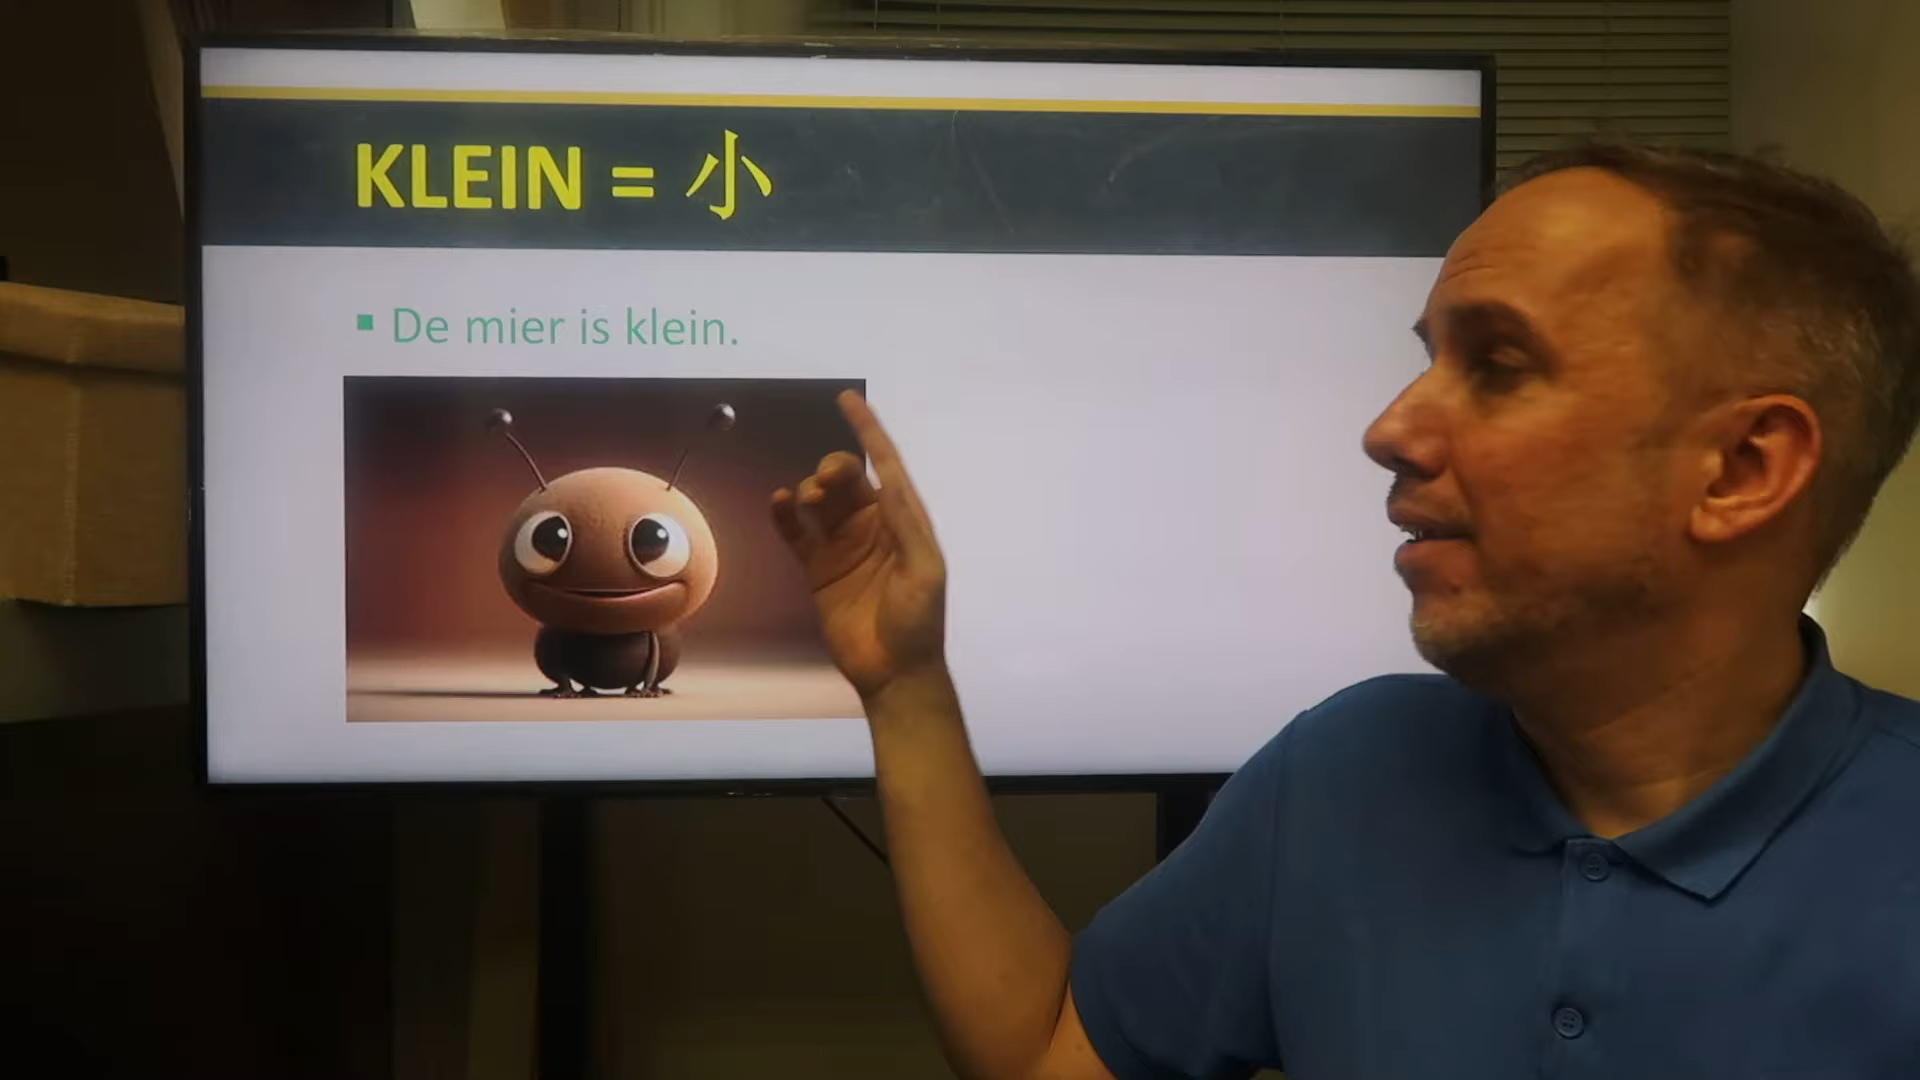 KLEIN = 小
De mier is klein.